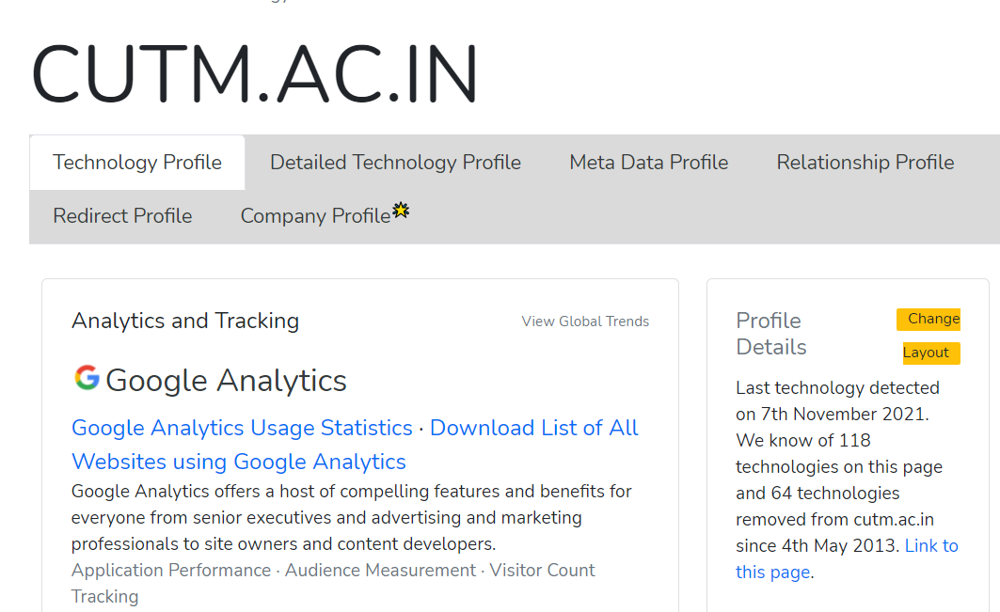 CUTM.AC.IN
Technology Profile
Detailed Technology Profile
Meta Data Profile
Relationship Profile
Redirect Profile
Company Profile
Analytics and Tracking
View Global Trends
Google Analytics
Google Analytics Usage Statistics · Download List of All
Websites using Google Analytics
Google Analytics offers a host of compelling features and benefits for
everyone from senior executives and advertising and marketing
professionals to site owners and content developers.
Application Performance · Audience Measurement · Visitor Count
Tracking
Profile
Details
Change
Layout
Last technology detected
on 7th November 2021.
We know of 118
technologies on this page
and 64 technologies
removed from cutm.ac.in
since 4th May 2013. Link to
this page.